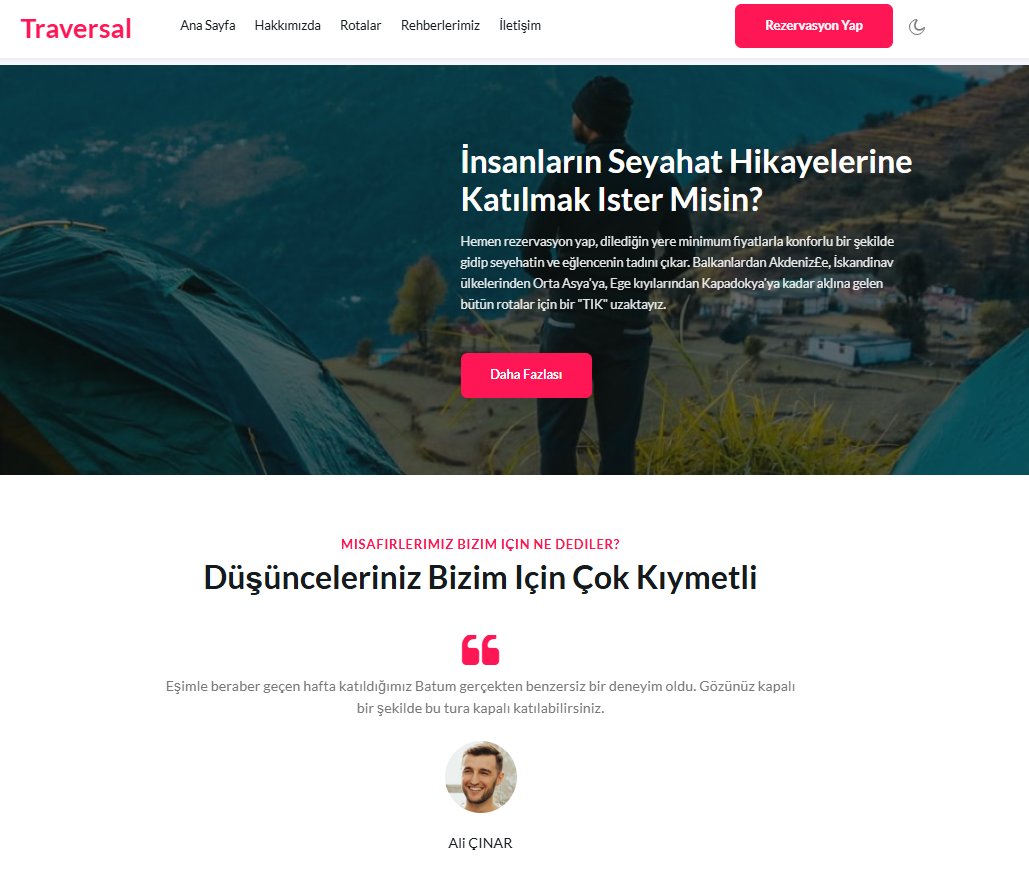 Traversal
Ana Sayfa Hakkımızda Rotalar Rehberlerimiz İletişim
Rezervasyon Yap
İnsanların Seyahat Hikayelerine
Katılmak Ister Misin?
Hemen rezervasyon yap, dilediğin yere minimum fiyatlarla konforlu bir şekilde
gidip seyehatin ve eğlencenin tadını çıkar. Balkanlardan Akdeniz£e, İskandinav
ülkelerinden Orta Asya'ya, Ege kıyılarından Kapadokya'ya kadar aklına gelen
bütün rotalar için bir "TIK" uzaktayız.
Daha Fazlası
MISAFIRLERIMIZ BIZIM IÇIN NE DEDILER?
Düşünceleriniz Bizim Için Çok Kıymetli
Eşimle beraber geçen hafta katıldığımız Batum gerçekten benzersiz bir deneyim oldu. Gözünüz kapalı
bir şekilde bu tura kapalı katılabilirsiniz.
Ali ÇINAR